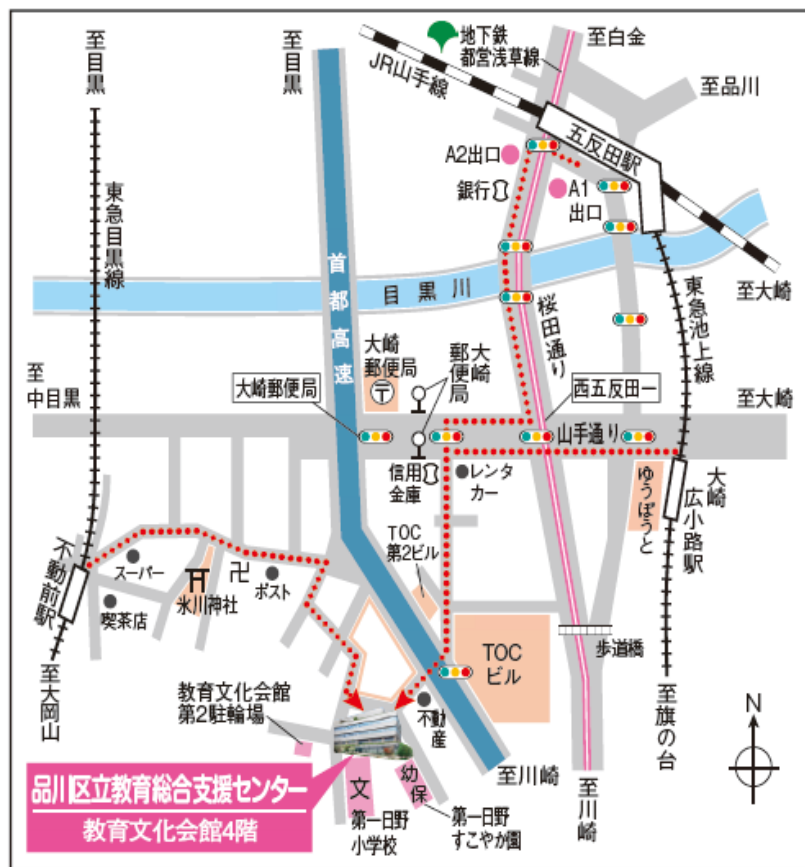 至目黒
至目黒
地下鉄
都営浅草線
至白金
JR山手線
至品川
五反田駅
A2出口
銀行
A1
出口
東急目黒線
首都高速
目黒川
桜田通り
東急池上線
至大崎
至
中目黒
大崎
郵便局
〒
大崎
郵便局
大崎郵便局
西五反田一
至大崎
山手通り
信用
金庫
レンタ
カー
ゆうぽうと
大崎
広小路駅
TOC
第2ビル
不動前駅
スーパー
卍
ポスト
氷川神社
喫茶店
TOC
ビル
歩道橋
至大岡山
教育文化会館
第2駐輪場
不動
産
至旗の台
N
至川崎
至川崎
品川区立教育総合支援センター
教育文化会館4階
文
幼
保
第一日野
小学校
第一日野
すこやか園